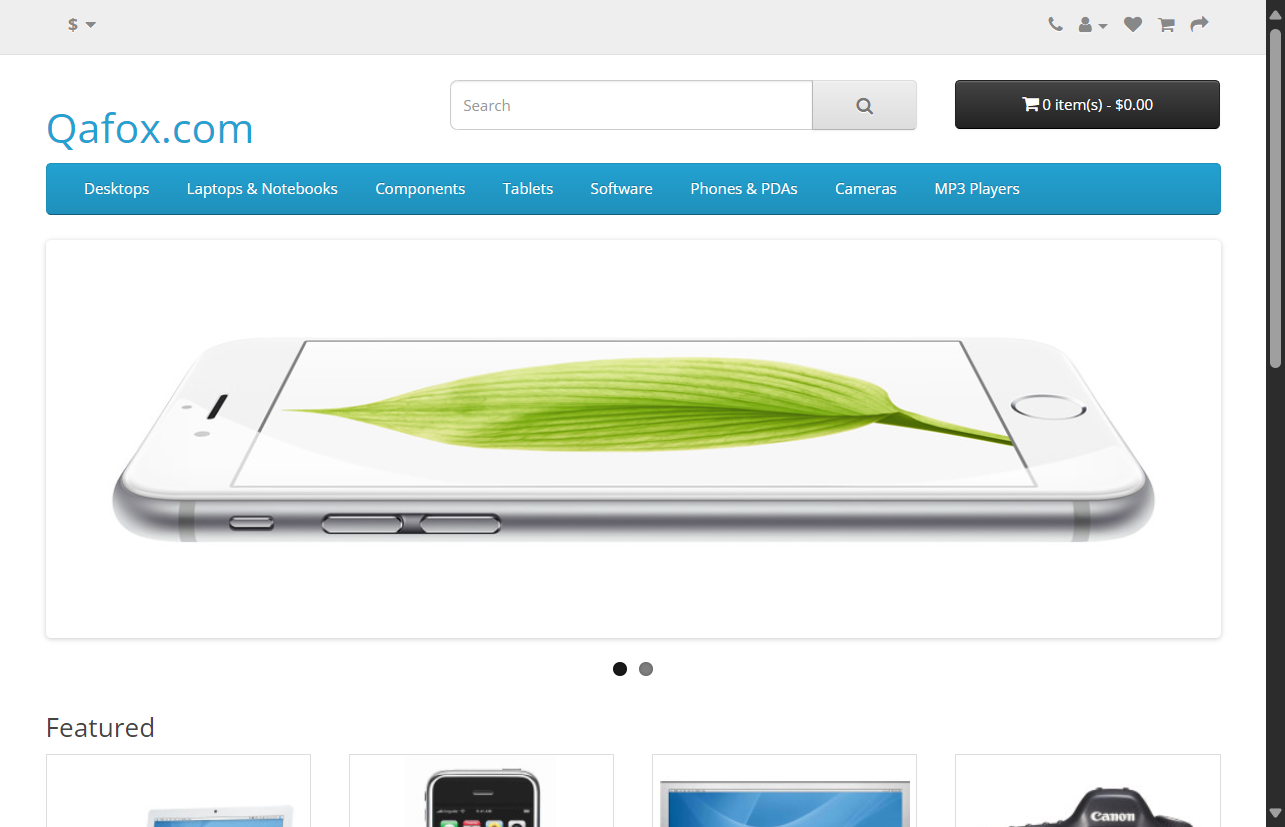 $
Search
0 item(s) - $0.00
Qafox.com
Desktops Laptops & Notebooks Components Tablets Software Phones & PDAs Cameras MP3 Players
Featured
Canon